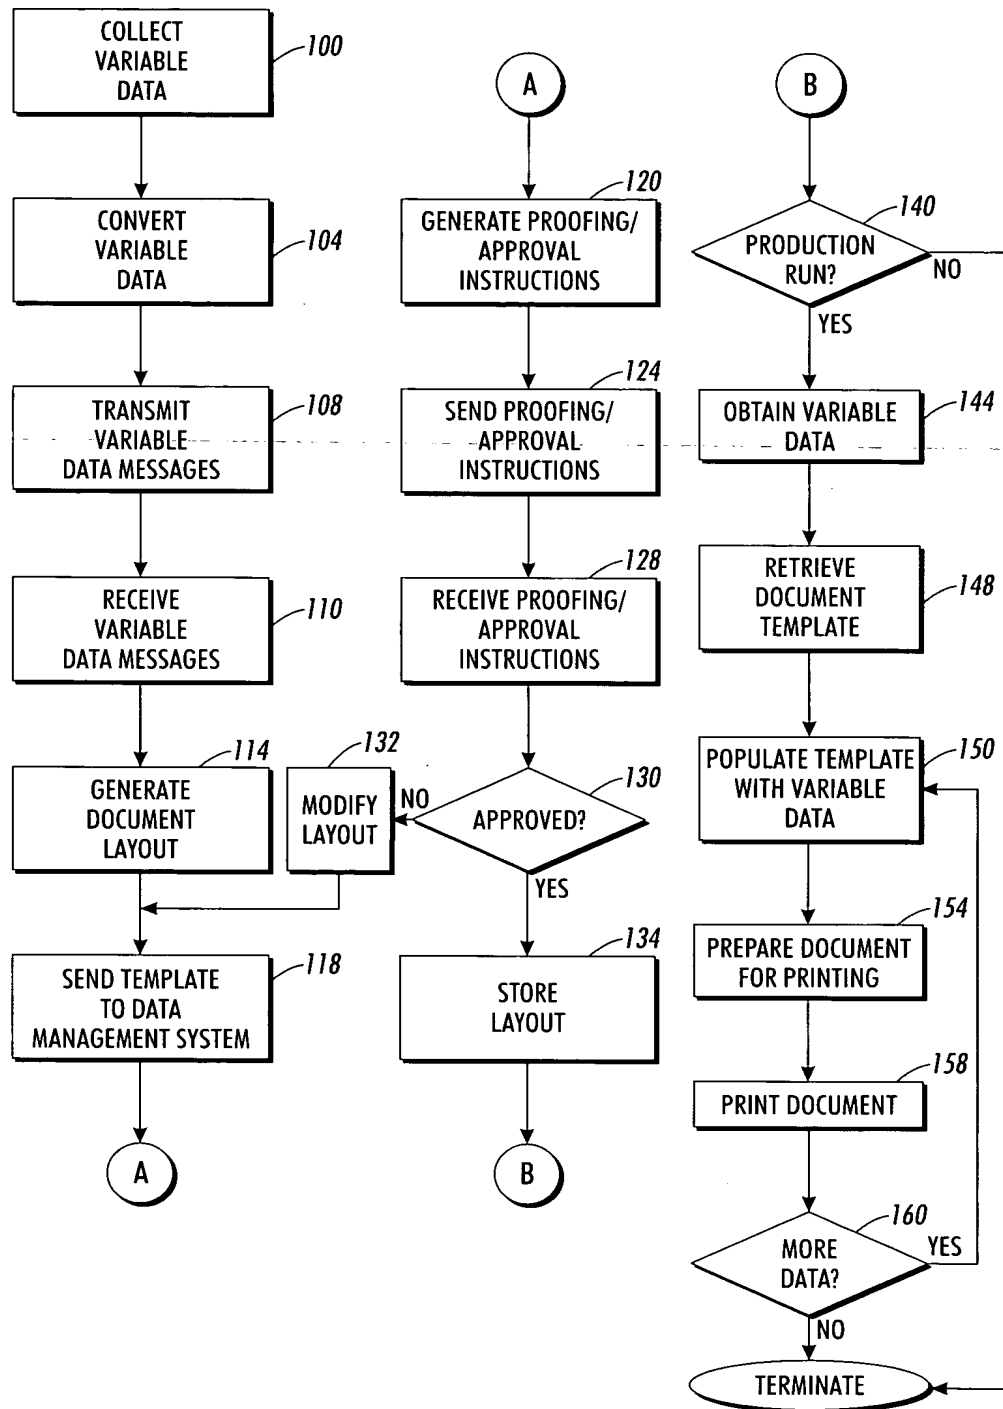 COLLECT
VARIABLE
DATA
100
CONVERT
VARIABLE
DATA
104
TRANSMIT
VARIABLE
DATA MESSAGES
108
RECEIVE
VARIABLE
DATA MESSAGES
110
GENERATE
DOCUMENT
LAYOUT
114
SEND TEMPLATE
TO DATA
MANAGEMENT SYSTEM
118
A
A
GENERATE PROOFING/
APPROVAL
INSTRUCTIONS
120
SEND PROOFING/
APPROVAL
INSTRUCTIONS
124
RECEIVE PROOFING/
APPROVAL
INSTRUCTIONS
128
APPROVED?
130
NO
MODIFY
LAYOUT
132
YES
STORE
LAYOUT
134
B
B
PRODUCTION
RUN?
140
NO
YES
OBTAIN VARIABLE
DATA
144
RETRIEVE
DOCUMENT
TEMPLATE
148
POPULATE TEMPLATE
WITH VARIABLE
DATA
150
PREPARE DOCUMENT
FOR PRINTING
154
PRINT DOCUMENT
158
MORE
DATA?
160
YES
NO
TERMINATE